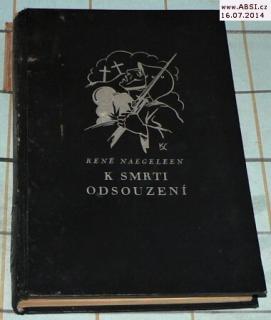 www.ABSI.cz
16.07.2014
RENÉ NAEGELEEN
K SMRTI
ODSOUZENÍ